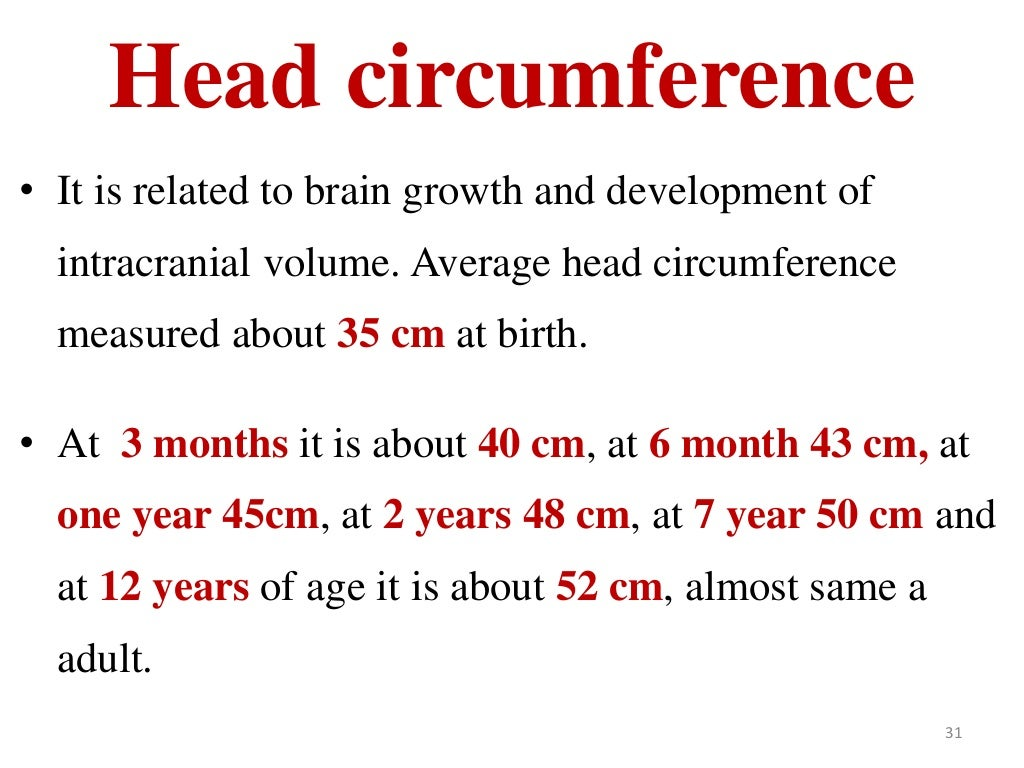 Head circumference
• It is related to brain growth and development of
intracranial volume. Average head circumference
measured about 35 cm at birth.
• At 3 months it is about 40 cm, at 6 month 43 cm, at
one year 45cm, at 2 years 48 cm, at 7 year 50 cm and
at 12 years of age it is about 52 cm, almost same a
adult.
31